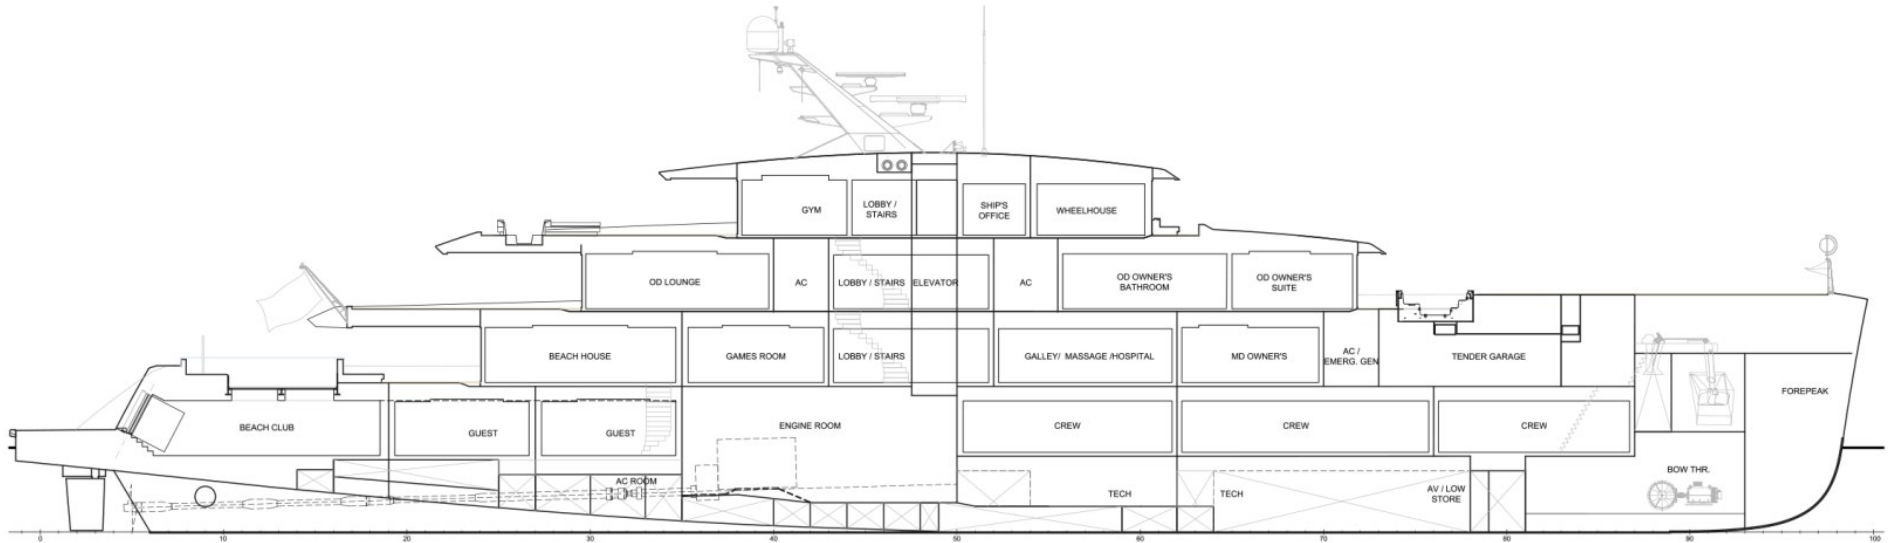 GYM
LOBBY /
STAIRS
SHIP'S
OFFICE
WHEELHOUSE
OD LOUNGE
AC
LOBBY / STAIRS
ELEVATOR
AC
OD OWNER'S
BATHROOM
OD OWNER'S
SUITE
BEACH HOUSE
GAMES ROOM
LOBBY / STAIRS
GALLEY/ MASSAGE /HOSPITAL
MD OWNER'S
AC /
EMERG. GEN
TENDER GARAGE
FOREPEAK
BEACH CLUB
GUEST
GUEST
ENGINE ROOM
CREW
CREW
CREW
AC ROOM
TECH
TECH
AV / LOW
STORE
BOW THR.
0 10 20 30 40 50 60 70 80 90 100